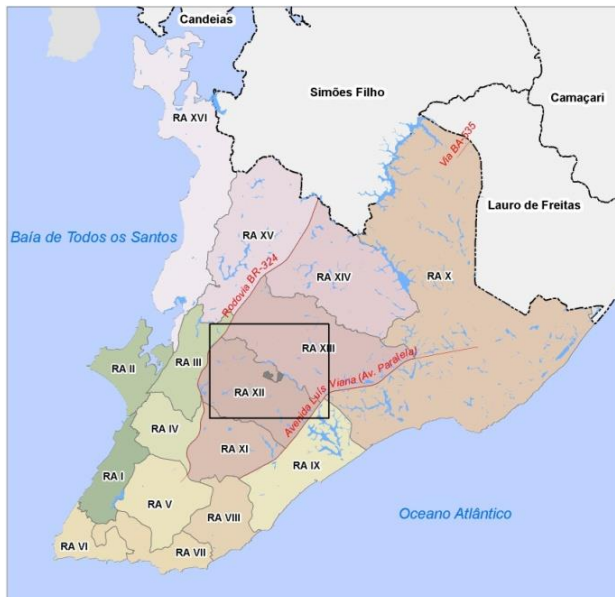 Candeias
Simões Filho
Camaçari
RA XVI
Via BA-535
Lauro de Freitas
Baía de Todos os Santos
RA XV
RA XIV
RA X
Rodovia BR-324
RA II
RA III
RA XIII
Avenida Luís Viana (Av. Paralela)
RA XII
RA IV
RA XI
RA IX
RA I
RA V
RA VIII
Oceano Atlântico
RA VI
RA VII